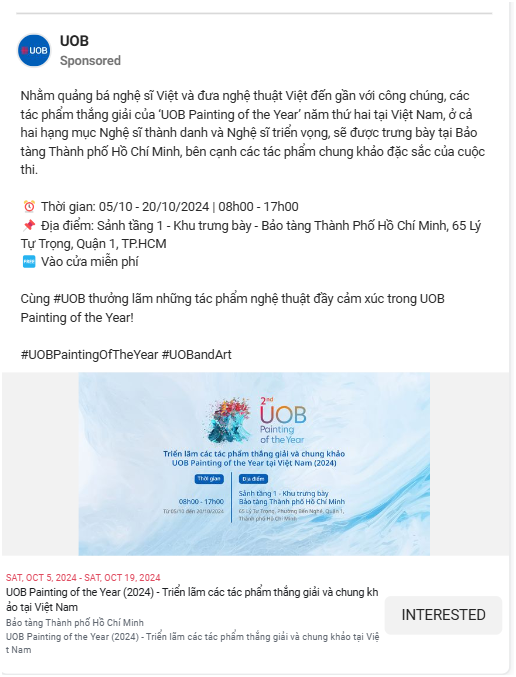 UOB
UOB
Sponsored
Nhằm quảng bá nghệ sĩ Việt và đưa nghệ thuật Việt đến gần với công chúng, các
tác phẩm thắng giải của ‘UOB Painting of the Year’ năm thứ hai tại Việt Nam, ở cả
hai hạng mục Nghệ sĩ thành danh và Nghệ sĩ triển vọng, sẽ được trưng bày tại Bảo
tàng Thành phố Hồ Chí Minh, bên cạnh các tác phẩm chung khảo đặc sắc của cuộc
thi.
⏰ Thời gian: 05/10 - 20/10/2024 | 08h00 - 17h00
📌 Địa điểm: Sảnh tầng 1 - Khu trưng bày - Bảo tàng Thành Phố Hồ Chí Minh, 65 Lý
Tự Trọng, Quận 1, TP.HCM
🆓 Vào cửa miễn phí
Cùng #UOB thưởng lãm những tác phẩm nghệ thuật đầy cảm xúc trong UOB
Painting of the Year!
#UOBPaintingOfTheYear #UOBandArt
2nd
UOB
Painting
of the Year
Triển lãm các tác phẩm thắng giải và chung khảo
UOB Painting of the Year tại Việt Nam (2024)
Thời gian
08h00 - 17h00
Từ 05/10 đến 20/10/2024
Địa điểm
Sảnh tầng 1 - Khu trưng bày
Bảo tàng Thành phố Hồ Chí Minh
65 Lý Tự Trọng, Phường Bến Nghé, Quận 1,
Thành phố Hồ Chí Minh
SAT, OCT 5, 2024 - SAT, OCT 19, 2024
UOB Painting of the Year (2024) - Triển lãm các tác phẩm thắng giải và chung kh
ảo tại Việt Nam
Bảo tàng Thành phố Hồ Chí Minh
UOB Painting of the Year (2024) - Triển lãm các tác phẩm thắng giải và chung khảo tại Việ
t Nam
INTERESTED